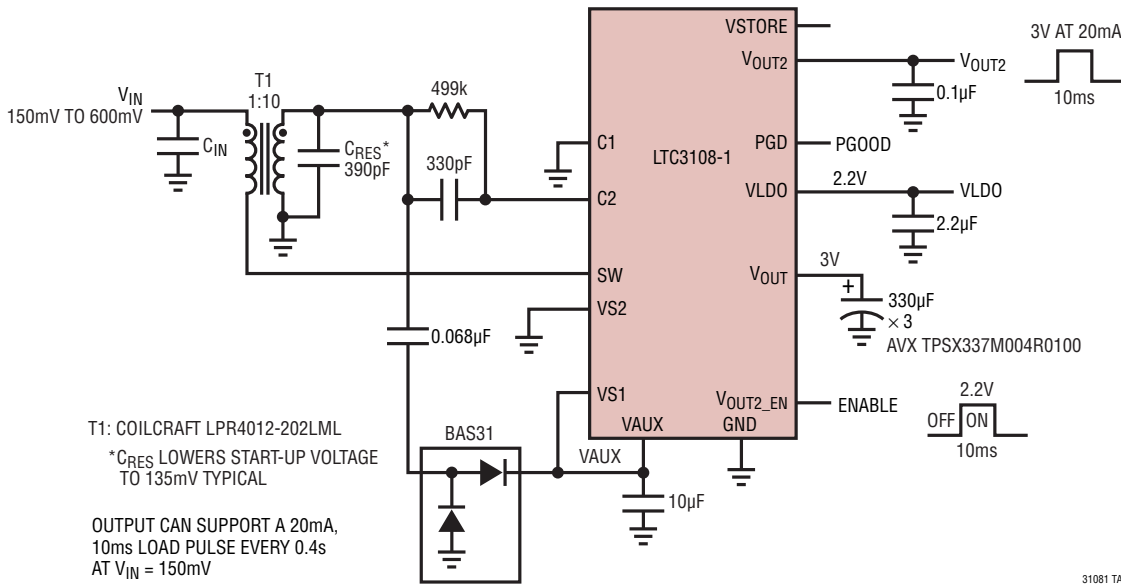 VSTORE
3V AT 20mA
VOUT2
VOUT2
T1
1:10
499k
VIN
150mV TO 600mV
0.1µF
10ms
CIN
CRES*
390pF
330pF
C1
LTC3108-1
PGD
PGOOD
C2
VLDO
2.2V
VLDO
2.2µF
SW
VOUT
3V
+
330µF
× 3
AVX TPSX337M004R0100
VS2
0.068µF
VS1
VOUT2_EN
ENABLE
2.2V
OFF
ON
10ms
VAUX
GND
T1: COILCRAFT LPR4012-202LML
*CRES LOWERS START-UP VOLTAGE
TO 135mV TYPICAL
BAS31
VAUX
10µF
OUTPUT CAN SUPPORT A 20mA,
10ms LOAD PULSE EVERY 0.4s
AT VIN = 150mV